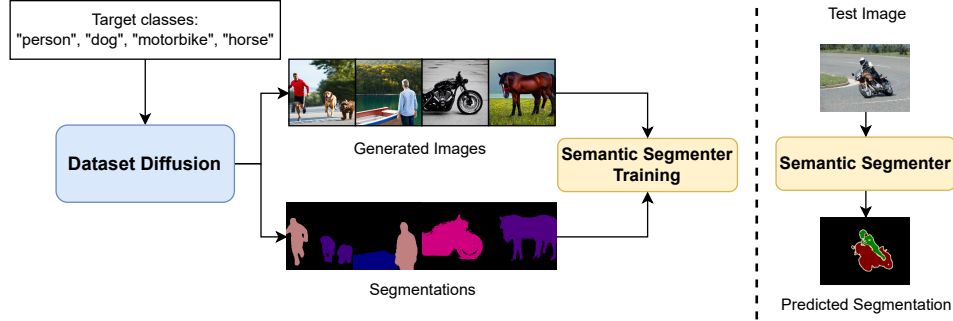 Target classes:
"person", "dog", "motorbike", "horse"
Dataset Diffusion
Generated Images
Segmentations
Semantic Segmenter
Training
Test Image
Semantic Segmenter
Predicted Segmentation